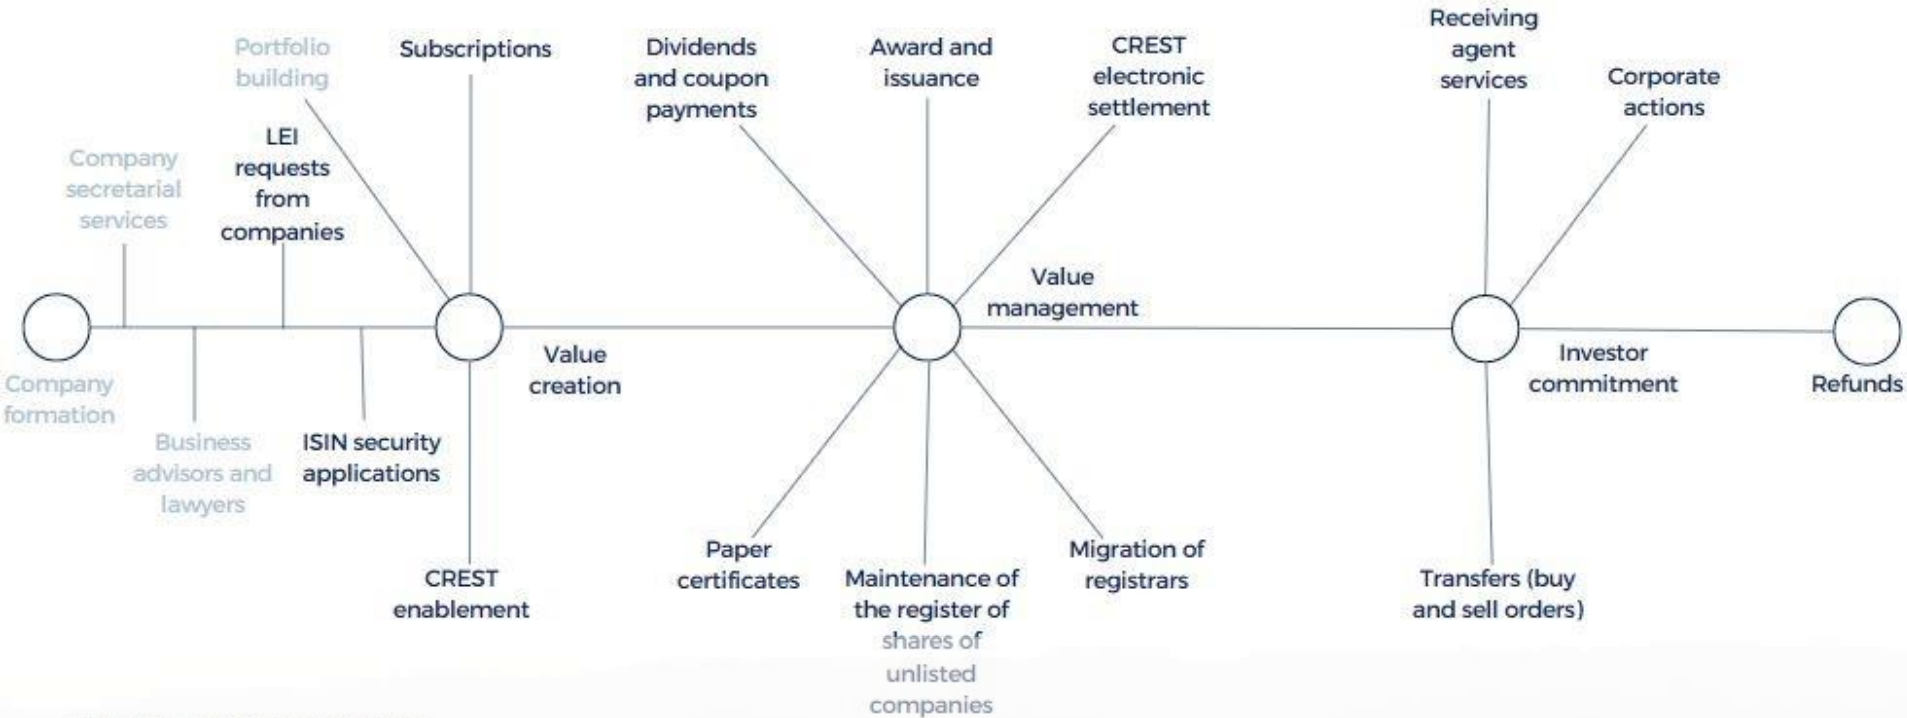 Portfolio
building
Subscriptions
Dividends
and coupon
payments
Award and
issuance
CREST
electronic
settlement
Receiving
agent
services
Corporate
actions
Company
secretarial
services
LEI
requests
from
companies
Value
management
Company
formation
Value
creation
Investor
commitment
Refunds
Business
advisors and
lawyers
ISIN security
applications
CREST
enablement
Paper
certificates
Maintenance of
the register of
shares of
unlisted
companies
Migration of
registrars
Transfers (buy
and sell orders)